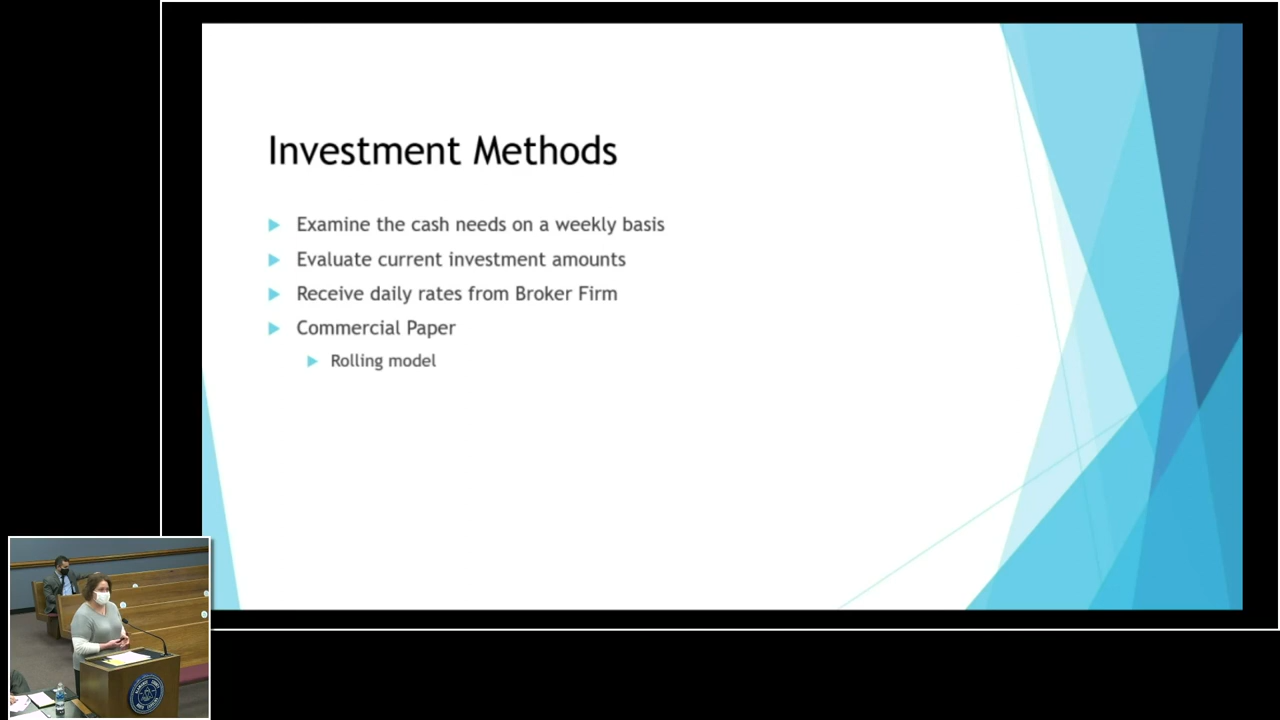 Investment Methods
Examine the cash needs on a weekly basis
Evaluate current investment amounts
Receive daily rates from Broker Firm
Commercial Paper
Rolling model